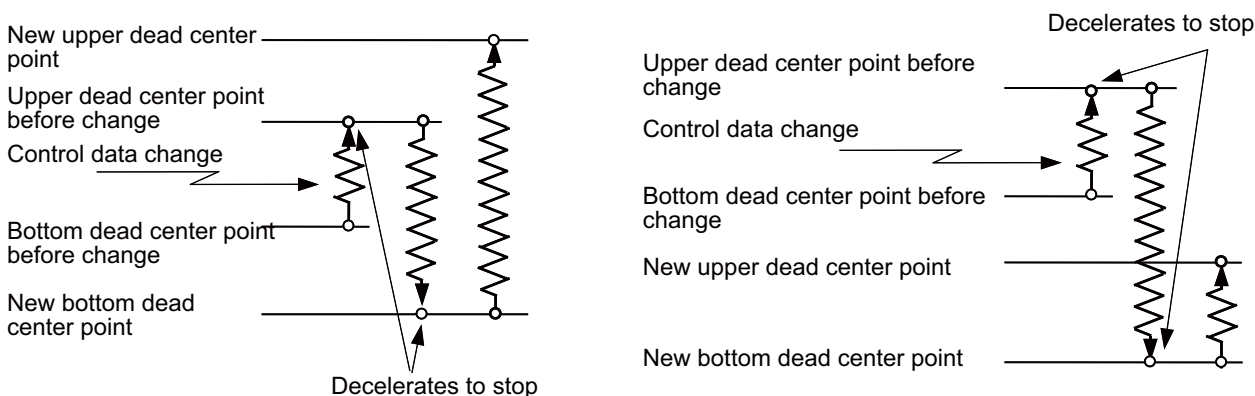 New upper dead center
point
Upper dead center point
before change
Control data change
Bottom dead center point
before change
New bottom dead
center point
Decelerates to stop
Decelerates to stop
Upper dead center point before
change
Control data change
Bottom dead center point before
change
New upper dead center point
New bottom dead center point